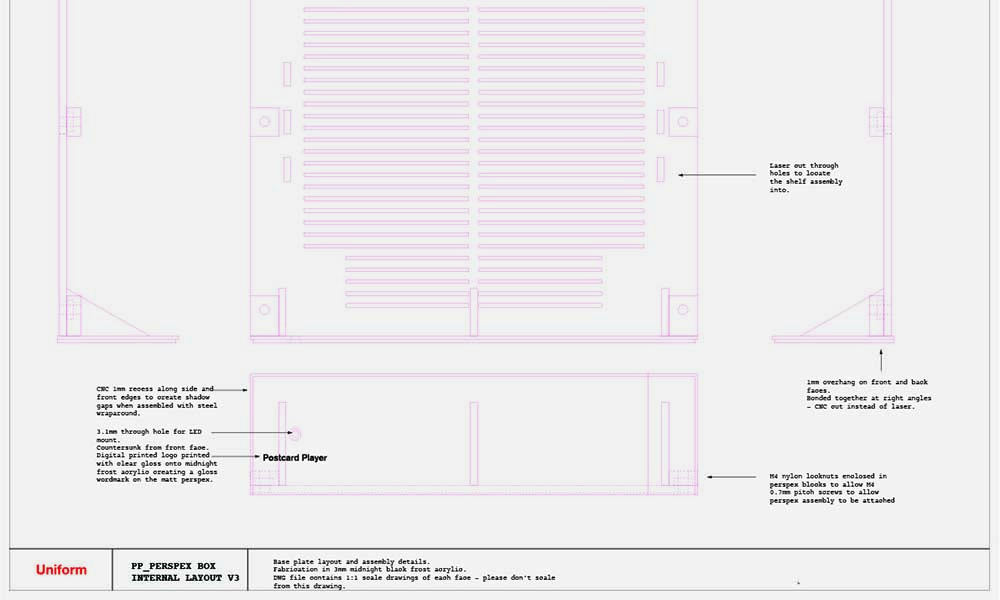 Laser out through
holes to locate
the shelf assembly
into.
1mm overhang on front and back
faces.
Bonded together at right angles
- CNC out instead of laser.
CNC 1mm recess along side and
front edges to create shadow
gaps when assembled with steel
wraparound.
3.1mm through hole for LED
mount.
Countersunk from front face.
Digital printed logo printed
with clear gloss onto midnight
frost acrylic creating a gloss
wordmark on the matt perspex.
Postcard Player
M4 nylon locknuts enclosed in
perspex blocks to allow M4
0.7mm pitch screws to allow
perspex assembly to be attached
Uniform
PP_PERSPEX BOX
INTERNAL LAYOUT V3
Base plate layout and assembly details.
Fabrication in 3mm midnight black frost acrylic.
DWG file contains 1:1 scale drawings of each face - please don't scale
from this drawing.